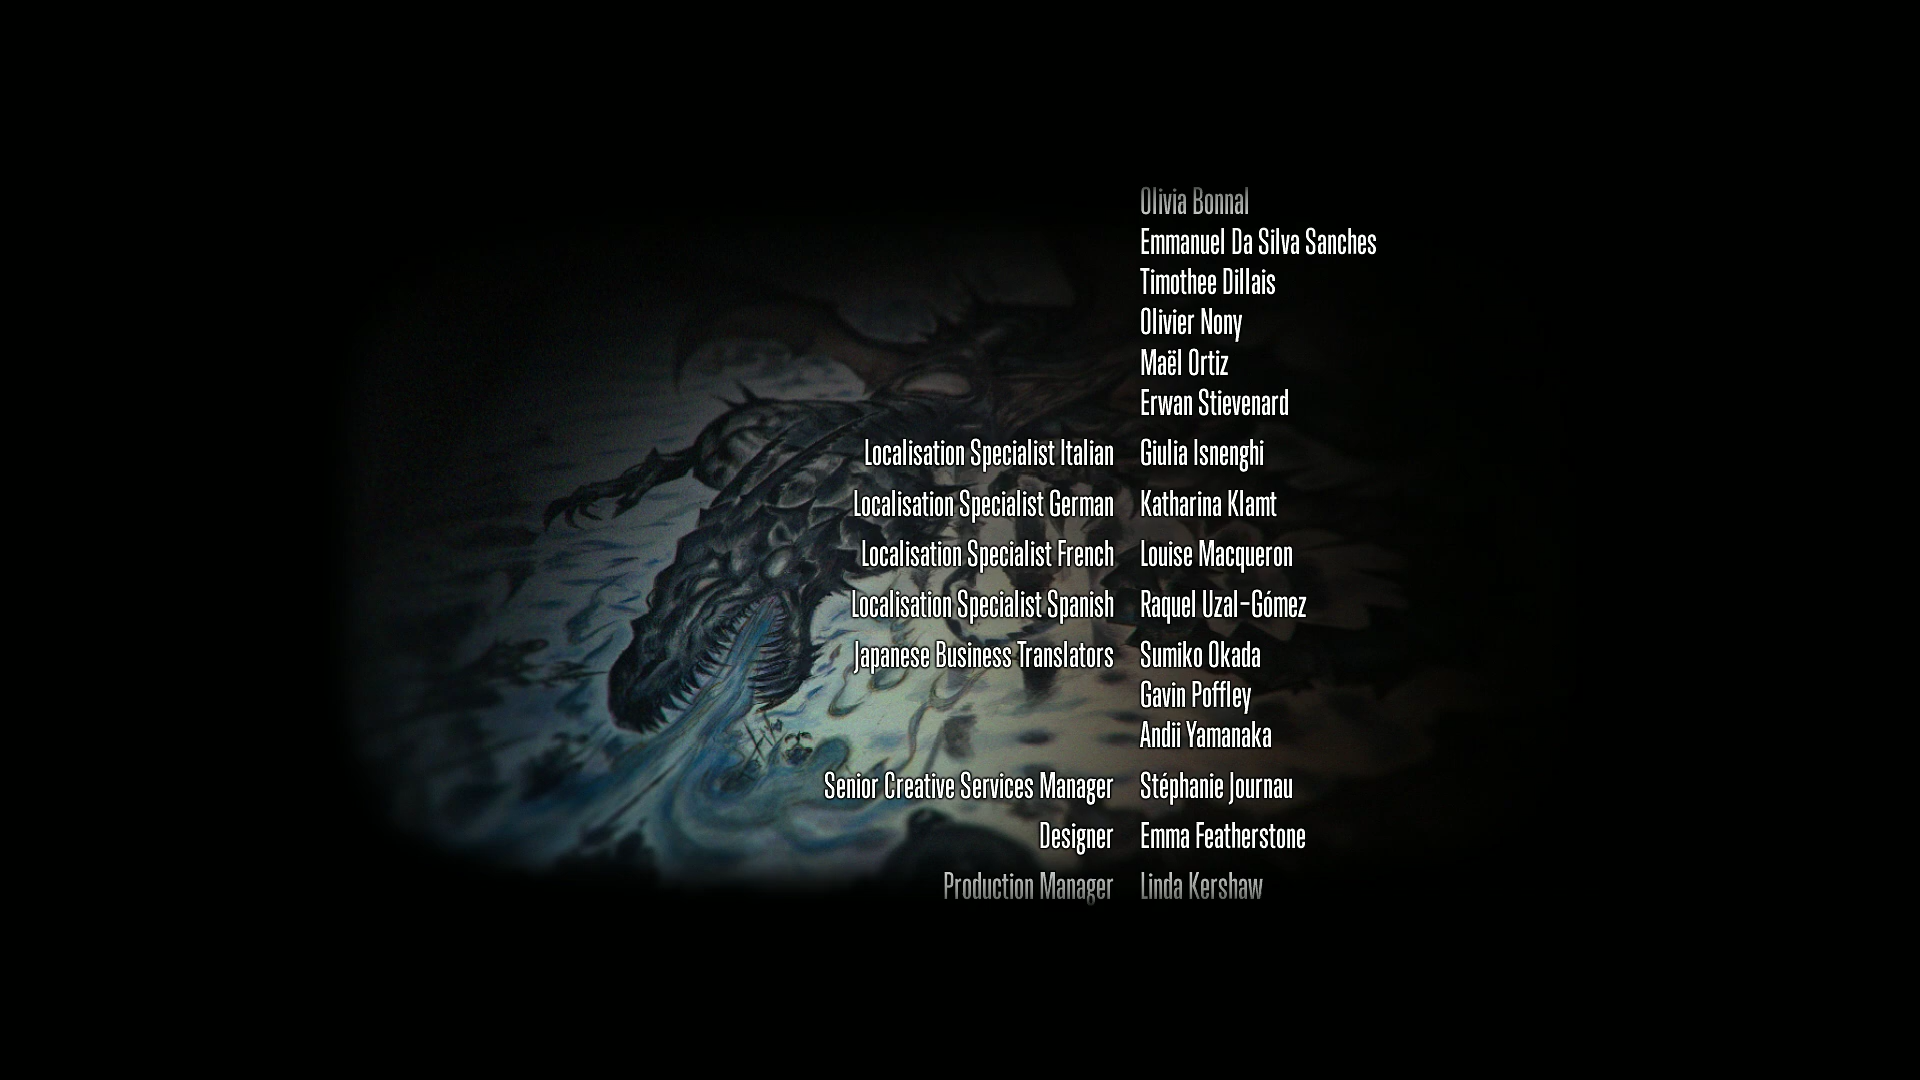 Olivia Bonnal
Emmanuel Da Silva Sanches
Timothee Dillais
Olivier Nony
Maël Ortiz
Erwan Stievenard
Localisation Specialist Italian Giulia Isnenghi
Localisation Specialist German Katharina Klamt
Localisation Specialist French Louise Macqueron
Localisation Specialist Spanish Raquel Uzal-Gómez
Japanese Business Translators Sumiko Okada
Gavin Poffley
Andii Yamanaka
Senior Creative Services Manager Stéphanie Journau
Designer Emma Featherstone
Production Manager Linda Kershaw